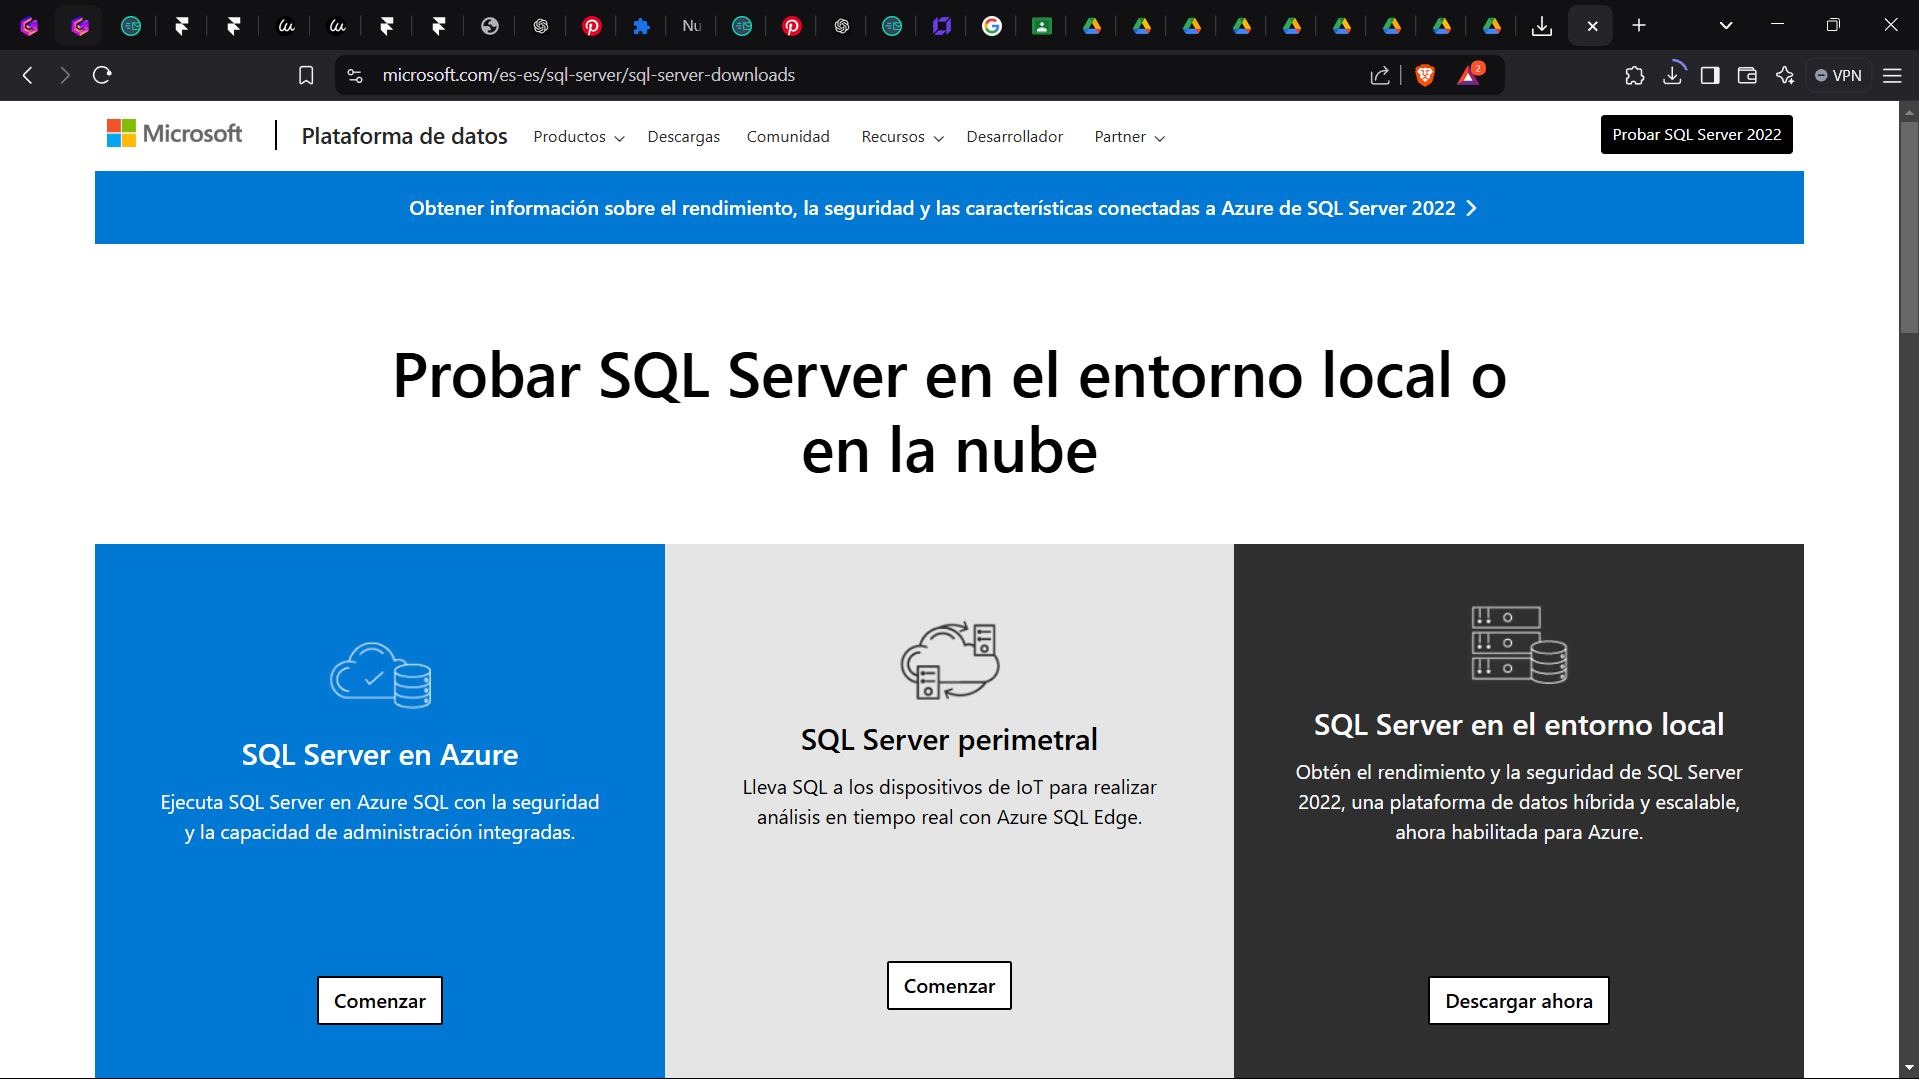 Nu
microsoft.com/es-es/sql-server/sql-server-downloads
2
VPN
Microsoft
Plataforma de datos
Productos
Descargas
Comunidad
Recursos
Desarrollador
Partner
Probar SQL Server 2022
Obtener información sobre el rendimiento, la seguridad y las características conectadas a Azure de SQL Server 2022
Probar SQL Server en el entorno local o
en la nube
SQL Server en Azure
Ejecuta SQL Server en Azure SQL con la seguridad
y la capacidad de administración integradas.
Comenzar
SQL Server perimetral
Lleva SQL a los dispositivos de IoT para realizar
análisis en tiempo real con Azure SQL Edge.
Comenzar
SQL Server en el entorno local
Obtén el rendimiento y la seguridad de SQL Server
2022, una plataforma de datos híbrida y escalable,
ahora habilitada para Azure.
Descargar ahora